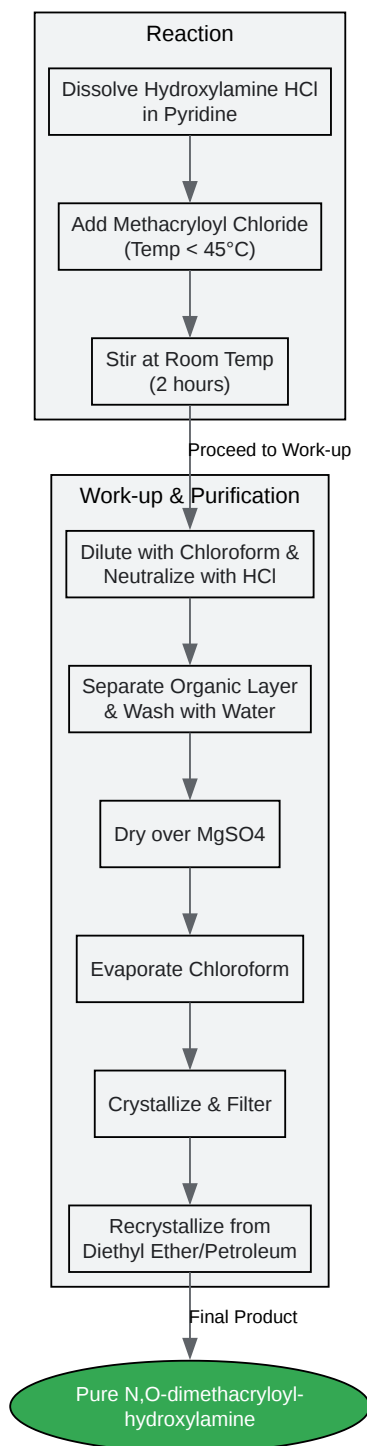 Reaction
Dissolve Hydroxylamine HCl
in Pyridine
Add Methacryloyl Chloride
(Temp < 45°C)
Stir at Room Temp
(2 hours)
Proceed to Work-up
Work-up & Purification
Dilute with Chloroform &
Neutralize with HCl
Separate Organic Layer
& Wash with Water
Dry over MgSO4
Evaporate Chloroform
Crystallize & Filter
Recrystallize from
Diethyl Ether/Petroleum
Final Product
Pure N,O-dimethacryloyl-
hydroxylamine